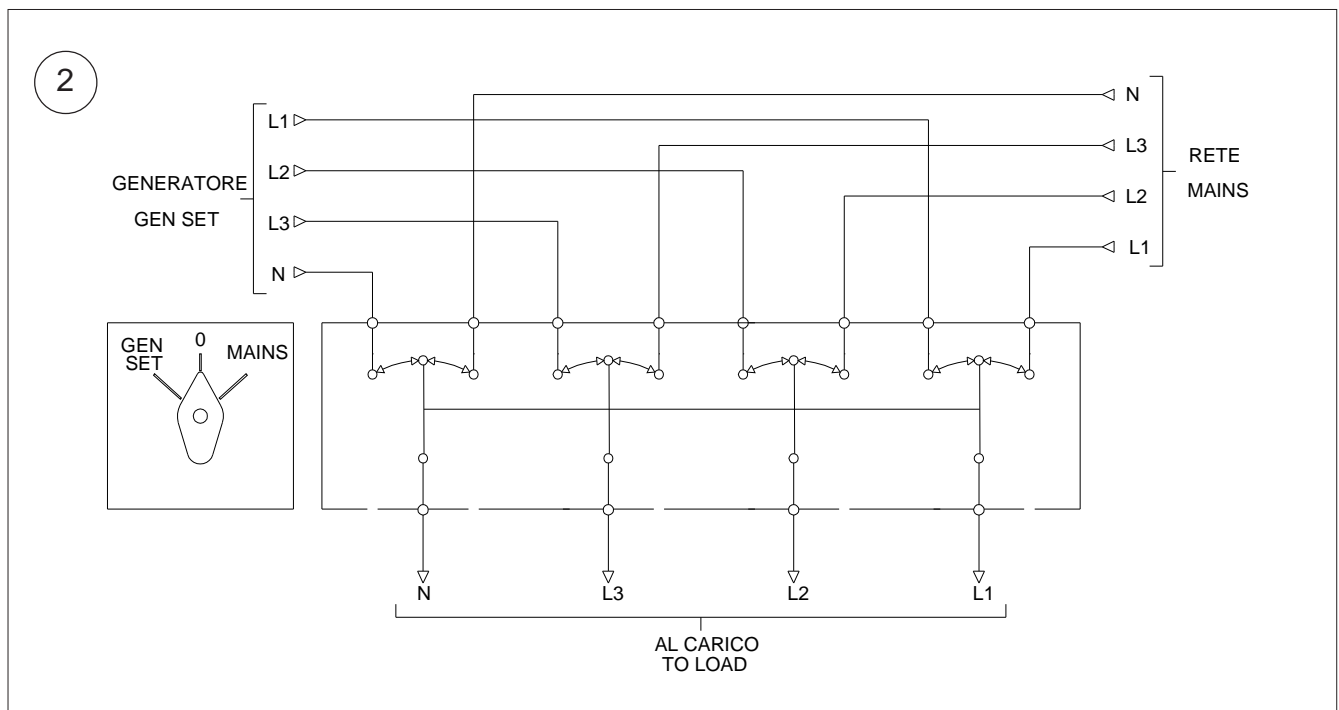 2
GENERATORE
GEN SET
L1
L2
L3
N
N
L3
L2
L1
RETE
MAINS
GEN
SET
0
MAINS
N
L3
L2
L1
AL CARICO
TO LOAD